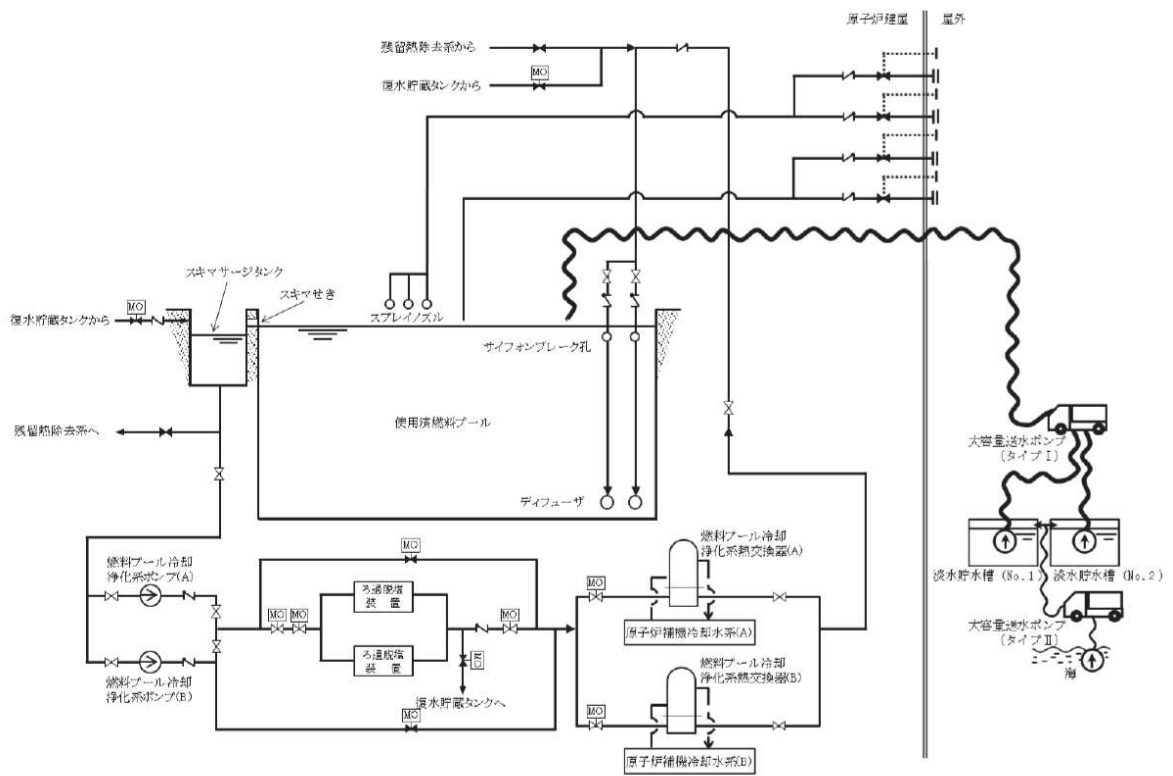 原子炉建屋
屋外
残留熱除去系から
MO
復水貯蔵タンクから
スキマサージタンク
スキマせき
MO
復水貯蔵タンクから
スプレイノズル
サイフォンブレーク孔
使用済燃料プール
残留熱除去系へ
ディフューザ
大容量送水ポンプ
(タイプⅠ)
淡水貯水槽 (No.1)
淡水貯水槽 (No.2)
大容量送水ポンプ
(タイプⅡ)
海
燃料プール冷却
浄化系ポンプ(A)
燃料プール冷却
浄化系ポンプ(B)
MO
MO
MO
ろ過脱塩
装置
ろ過脱塩
装置
MO
MO
復水貯蔵タンクへ
MO
燃料プール冷却
浄化系熱交換器(A)
MO
原子炉補機冷却水系(A)
燃料プール冷却
浄化系熱交換器(B)
MO
原子炉補機冷却水系(B)